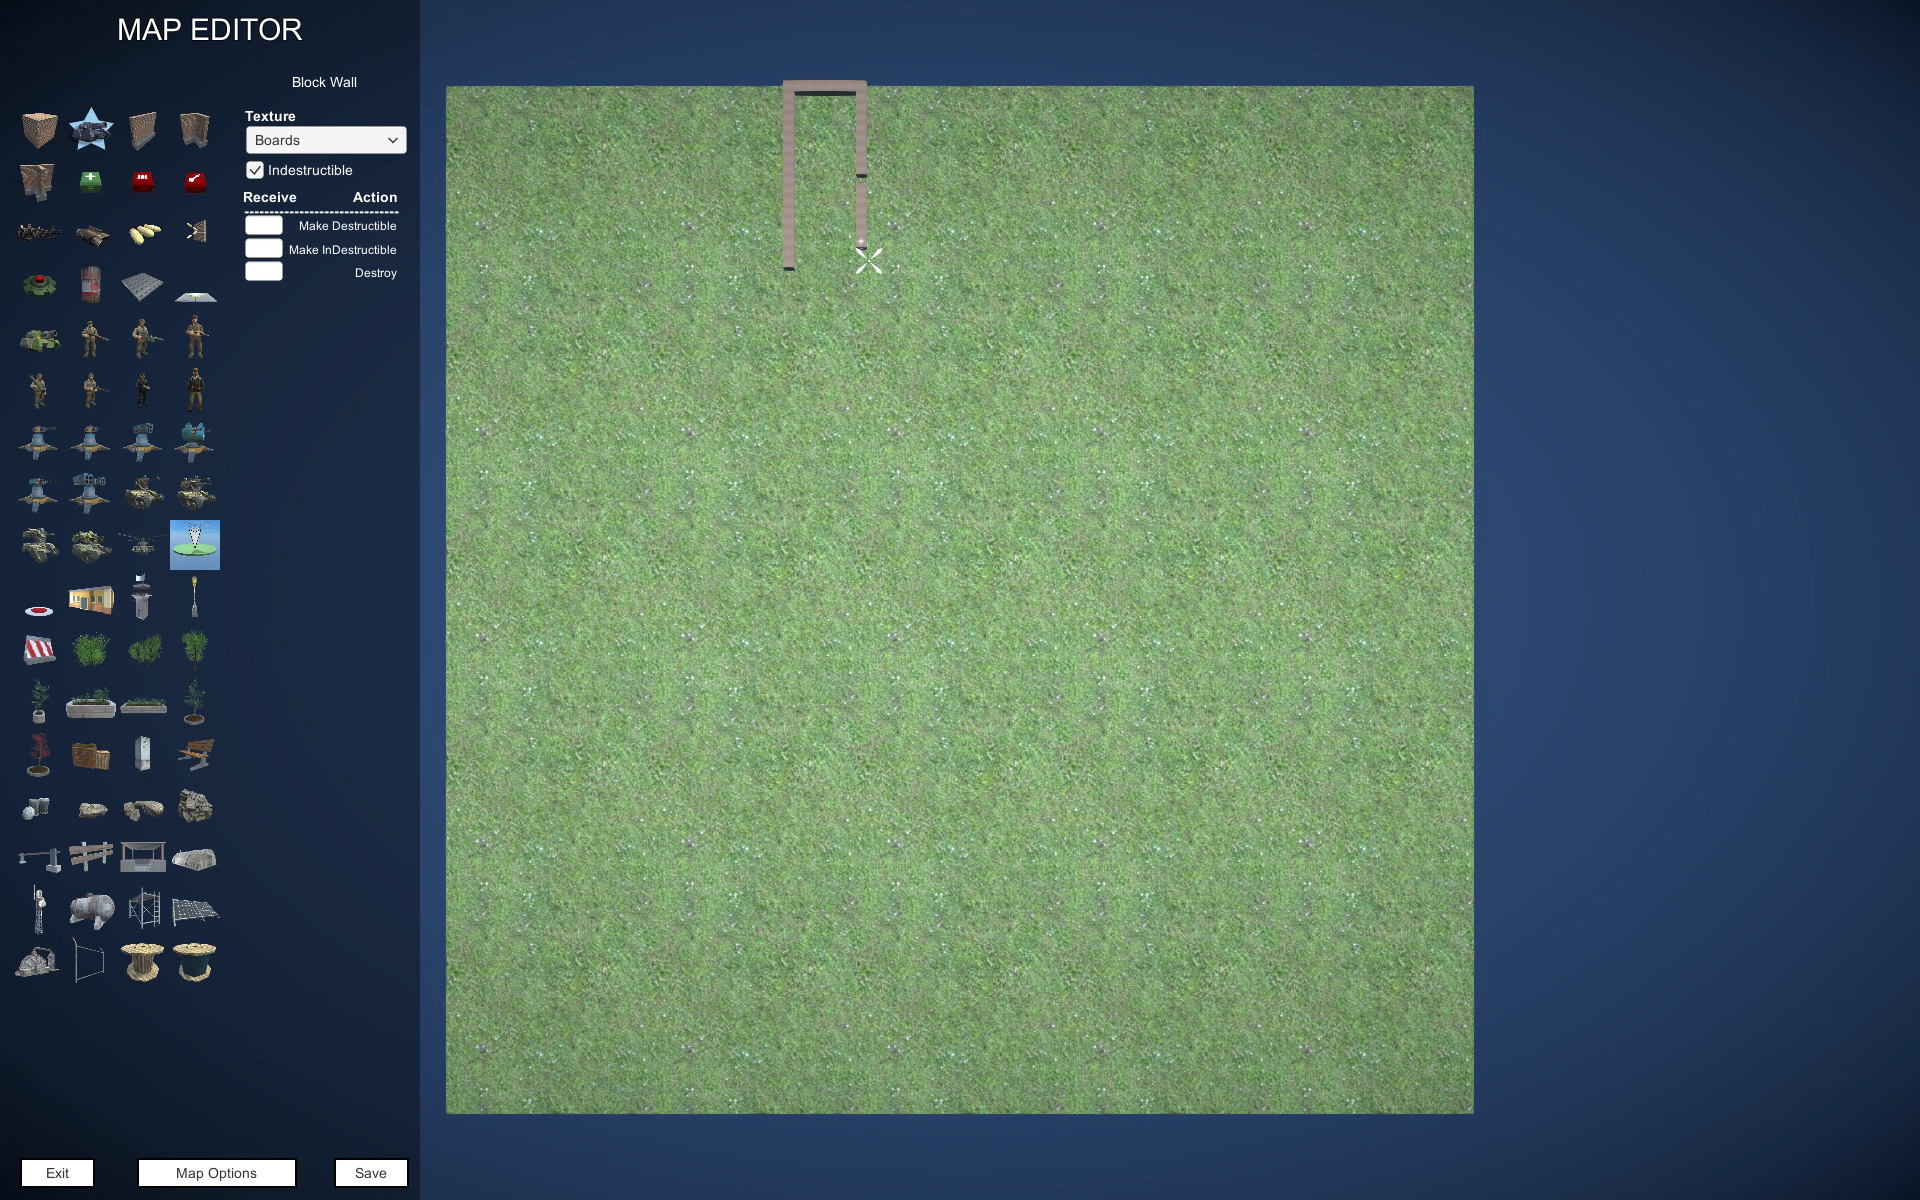 MAP EDITOR
Block Wall
Texture
Boards
Indestructible
Receive Action
Make Destructible
Make InDestructible
Destroy
Exit
Map Options
Save